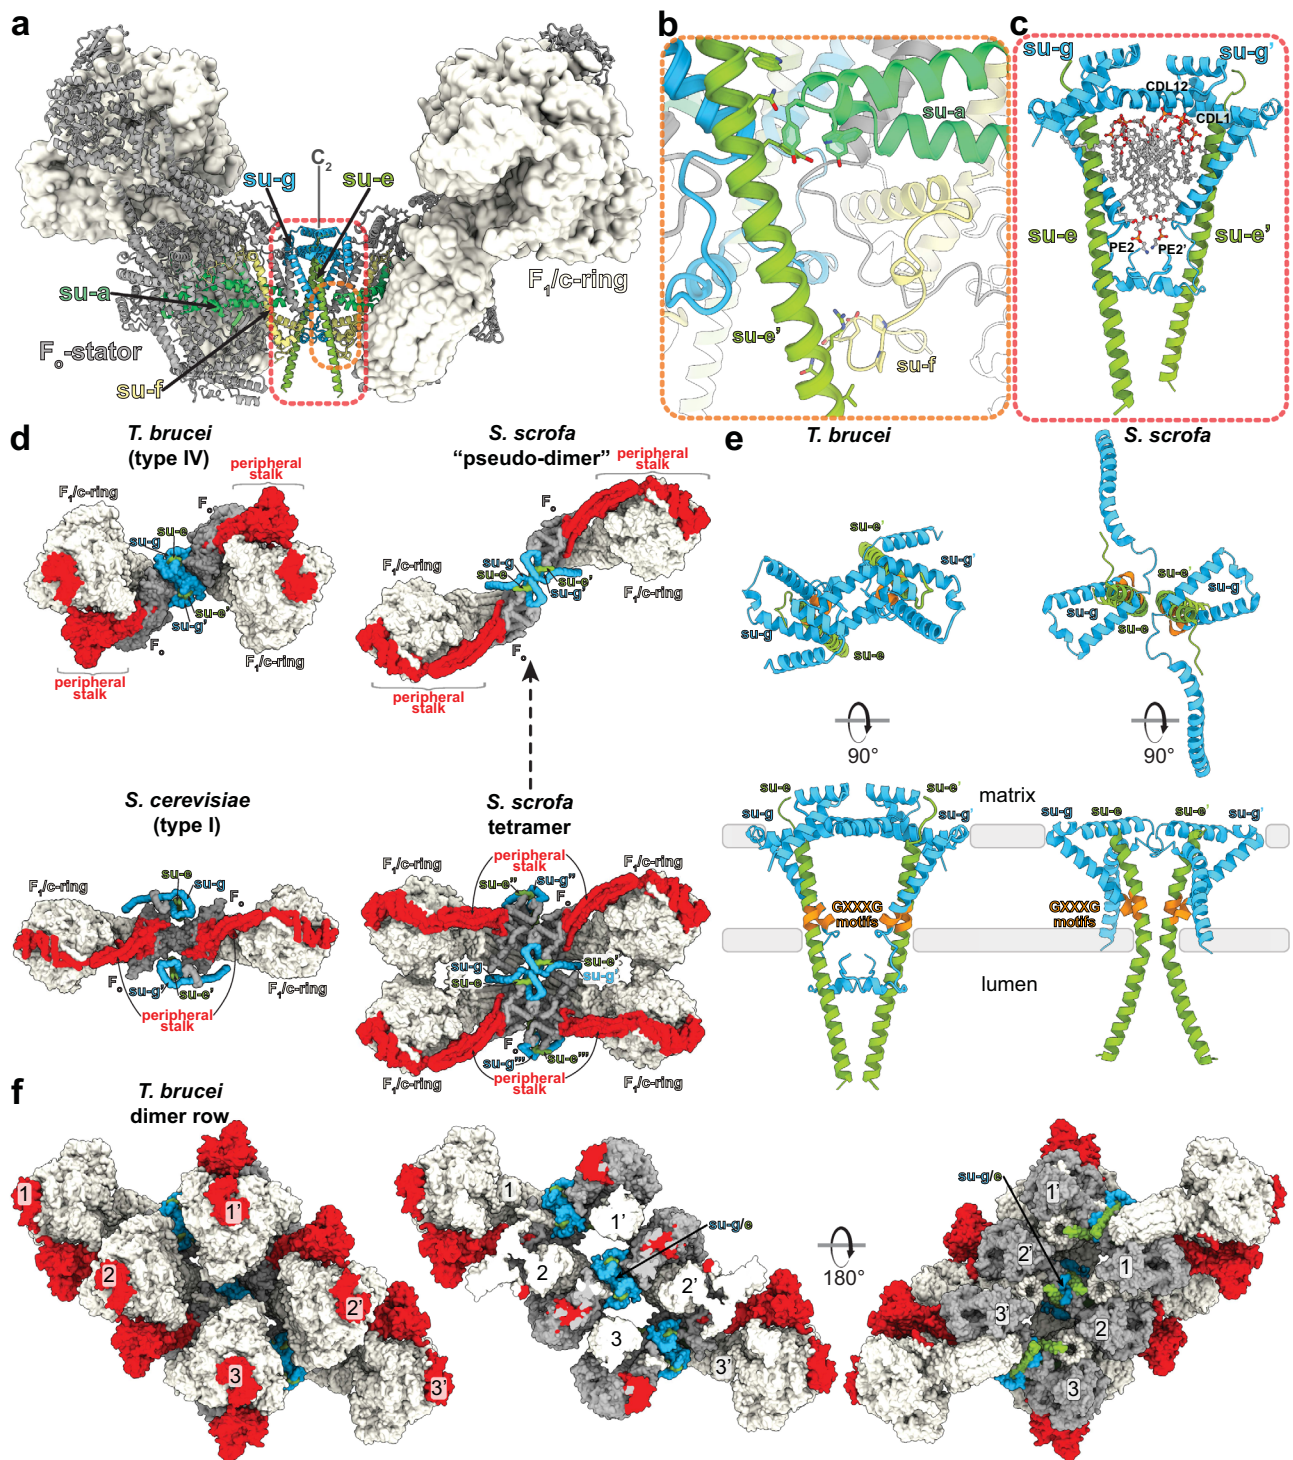 a
C2
su-g
su-e
su-a
Fo-stator
su-f
F1/c-ring
b
su-a
su-e'
su-f
c
su-g
su-g'
CDL12
CDL1
su-e
su-e'
PE2
PE2'
d
T. brucei
(type IV)
peripheral
stalk
F1/c-ring
Fo
su-e
su-g
su-e'
su-g'
Fo
F1/c-ring
peripheral
stalk
S. scrofa
“pseudo-dimer”
peripheral
stalk
Fo
F1/c-ring
su-g
su-e
su-e'
su-g'
F1/c-ring
Fo
peripheral
stalk
S. cerevisiae
(type I)
F1/c-ring
su-e
su-g
Fo
Fo
su-g'
su-e'
F1/c-ring
peripheral
stalk
S. scrofa
tetramer
peripheral
stalk
F1/c-ring
su-e''
su-g''
Fo
F1/c-ring
su-g
su-e'
su-e
su-g'
Fo
su-g'''
su-e'''
F1/c-ring
peripheral
stalk
F1/c-ring
e
T. brucei
S. scrofa
su-e'
su-g'
su-g
su-e
su-e'
su-g'
su-g
su-e
90°
90°
su-e
su-e'
matrix
su-g
su-g'
su-g
su-e
su-e'
su-g'
GXXXG
motifs
GXXXG
motifs
lumen
f
T. brucei
dimer row
1
1'
2
2'
3
3'
1
1'
su-g/e
2
2'
3
3'
180°
su-g/e
1'
2'
1
3'
2
3